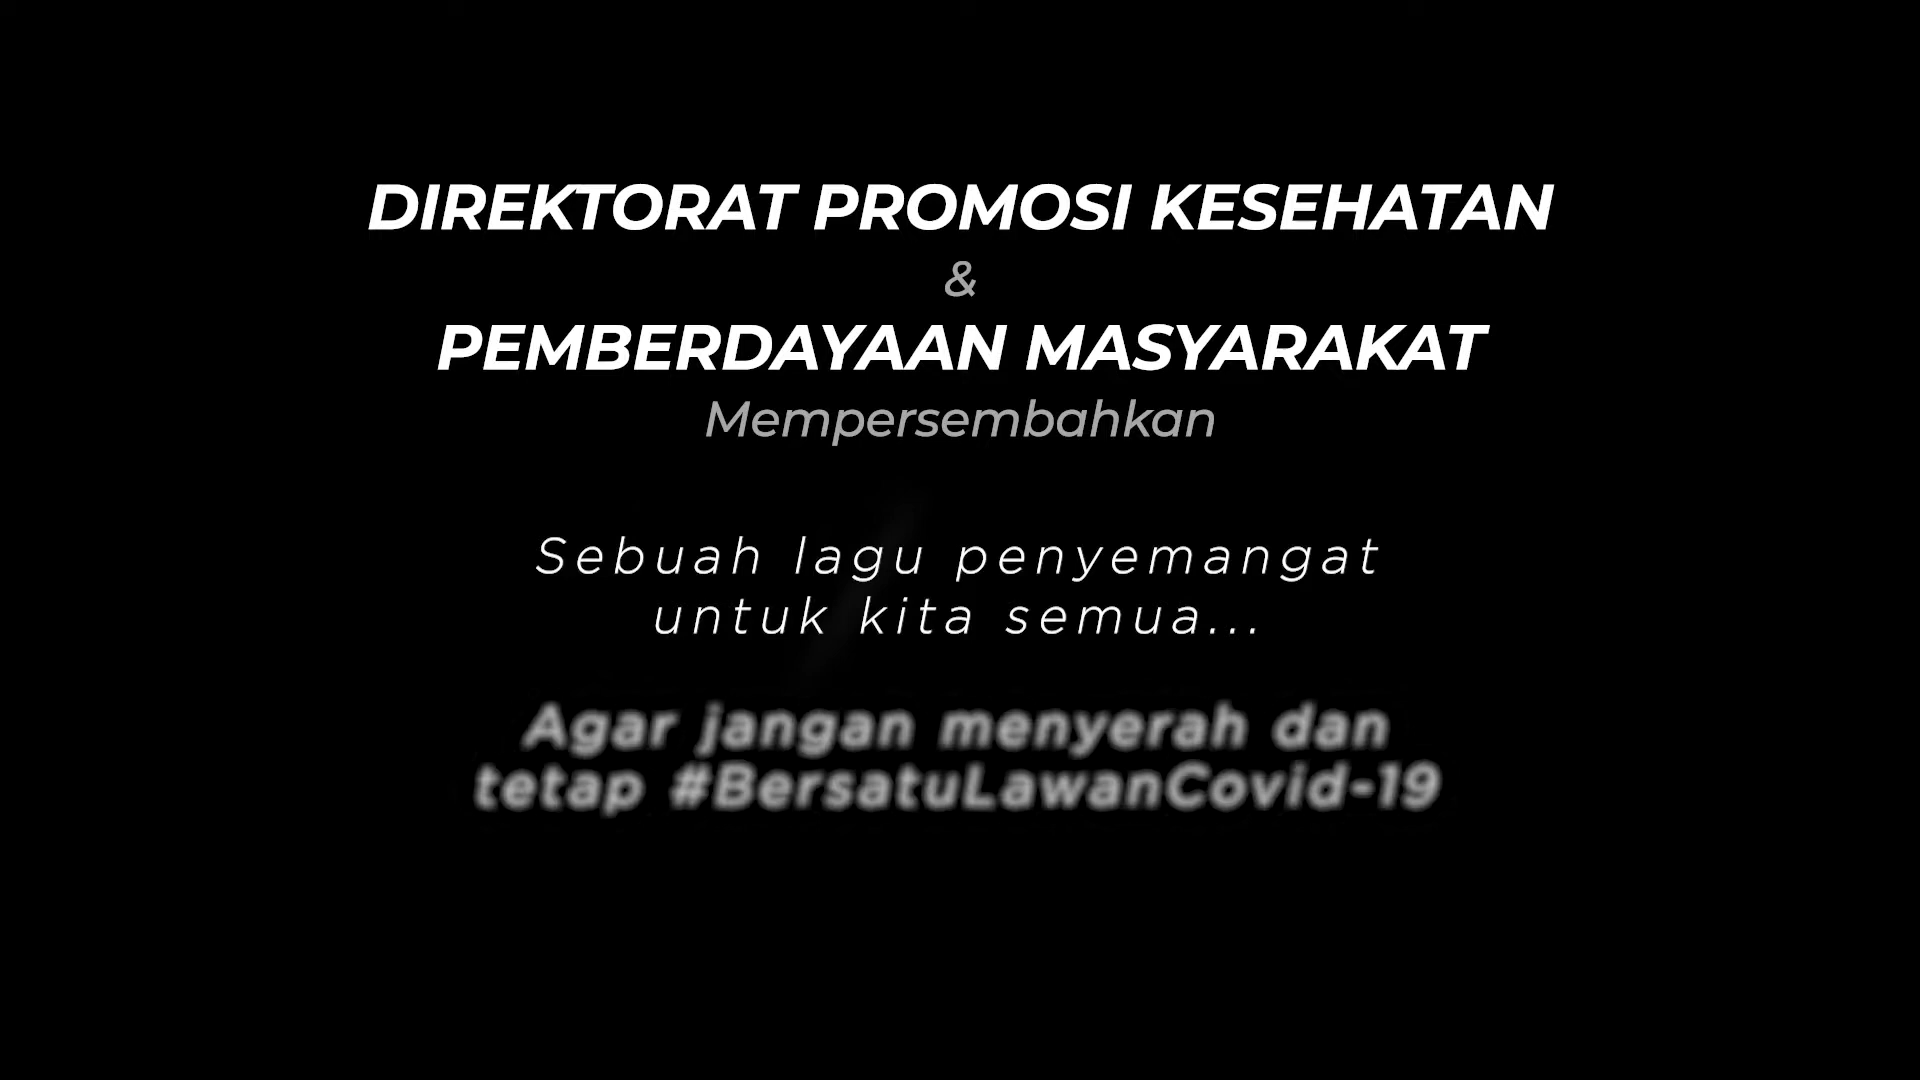 DIREKTORAT PROMOSI KESEHATAN
&
PEMBERDAYAAN MASYARAKAT
Mempersembahkan
Sebuah lagu penyemangat
untuk kita semua...
Agar jangan menyerah dan
tetap #BersatuLawanCovid-19